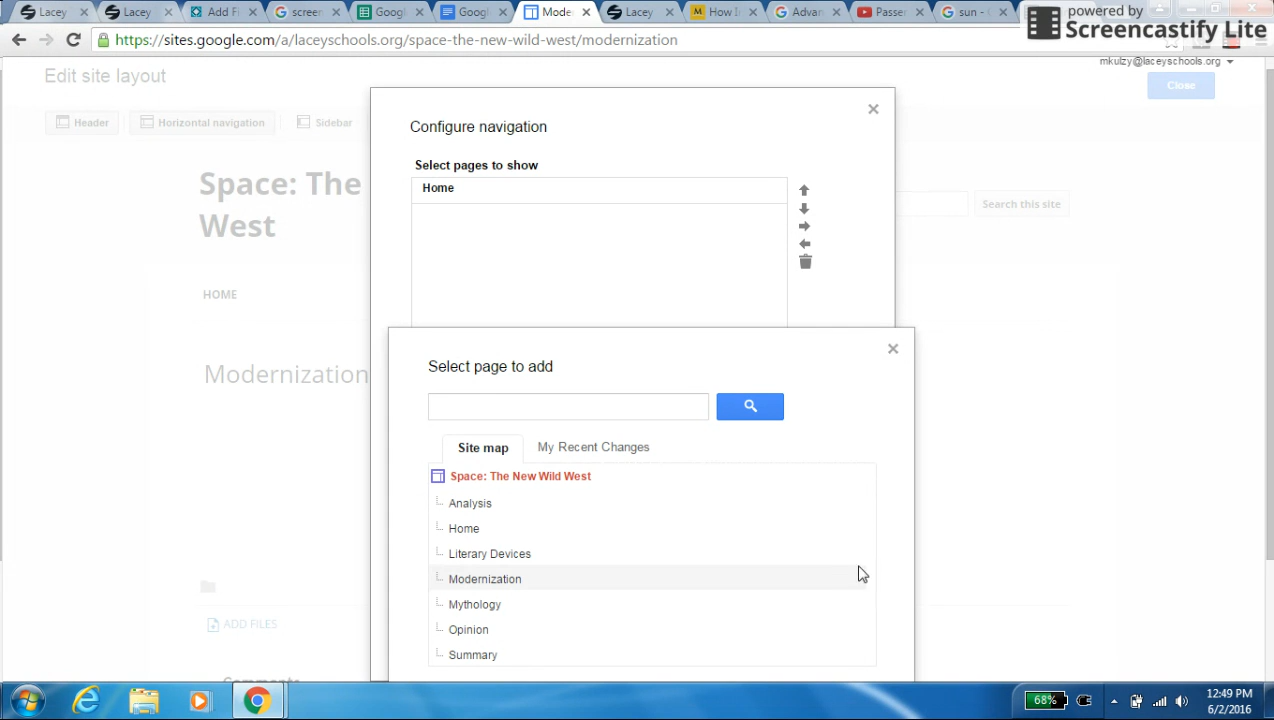 Lacey
Lacey
Add Fi
screen
Google
Google
Mode
Lacey
How I
Advan
Passer
sun -
powered by
Screencastify Lite
https://sites.google.com/a/laceyschools.org/space-the-new-wild-west/modernization
Edit site layout
mkulzy@laceyschools.org
Close
Header
Horizontal navigation
Sidebar
Configure navigation
Select pages to show
Home
Space: The
West
Search this site
HOME
Modernization
Select page to add
Site map
My Recent Changes
Space: The New Wild West
Analysis
Home
Literary Devices
Modernization
Mythology
Opinion
Summary
ADD FILES
Comments
68%
12:49 PM
6/2/2016